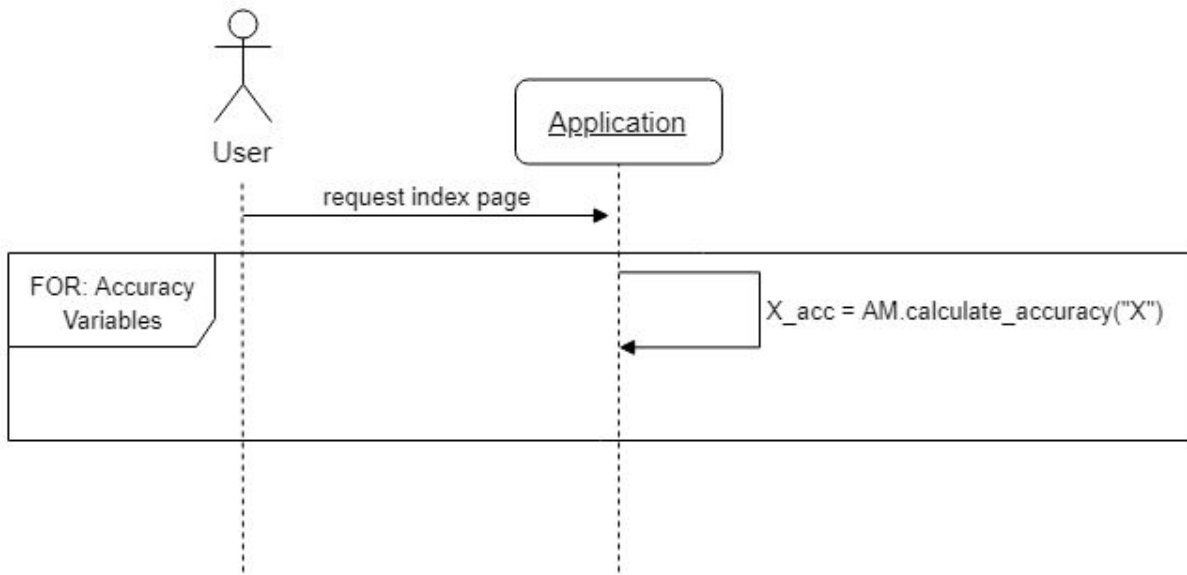 User
Application
request index page
FOR: Accuracy
Variables
X_acc = AM.calculate_accuracy("X")